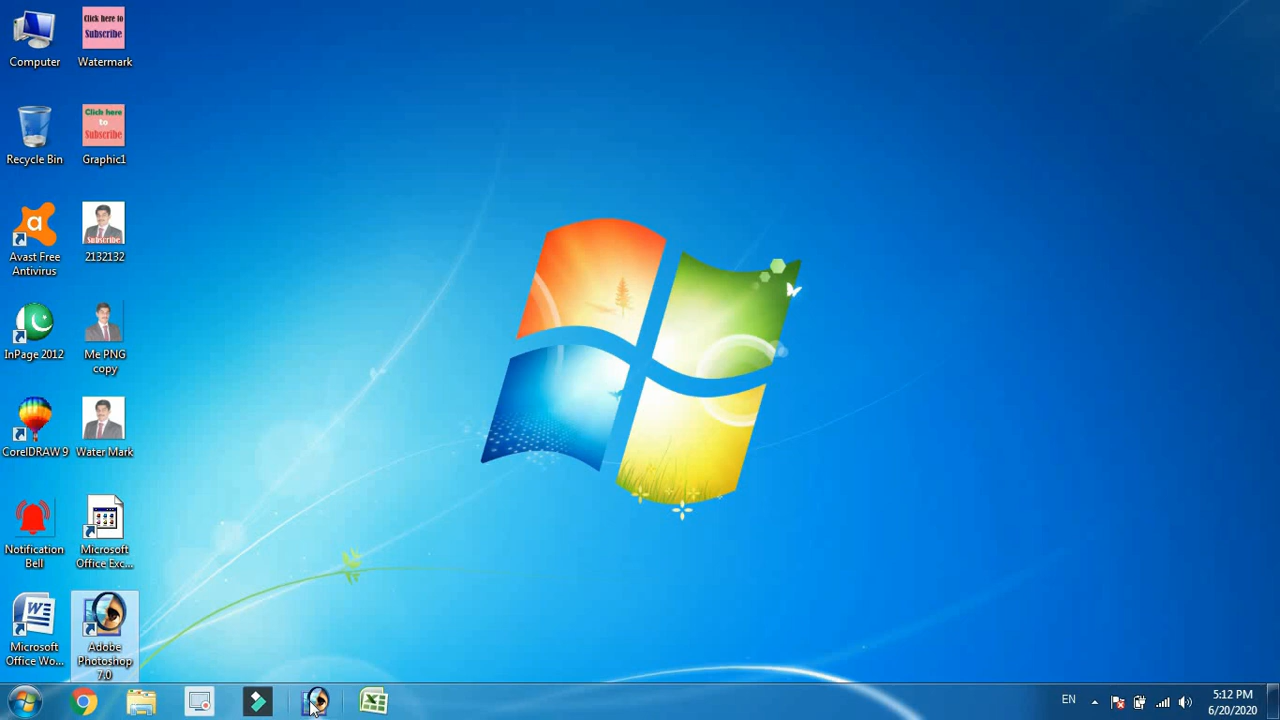 Click here to
Subscribe
Computer
Watermark
Click here
to
Subscribe
Recycle Bin
Graphic1
a
Subscribe
Avast Free
Antivirus
2132132
InPage 2012
Me PNG
copy
CorelDRAW 9
Water Mark
Notification
Bell
Microsoft
Office Exc...
W
Microsoft
Office Wo...
Adobe
Photoshop
7.0
EN
5:12 PM
6/20/2020